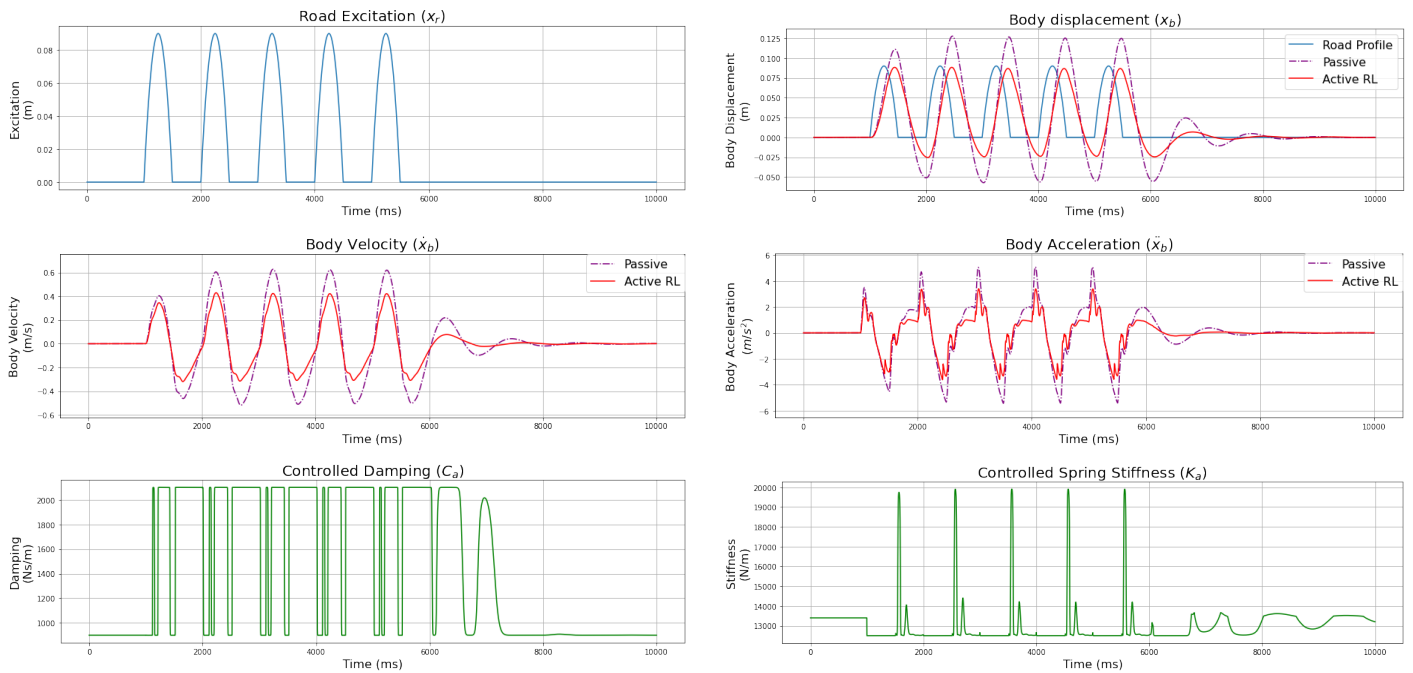 Road Excitation (xᵣ)
Excitation
(m)
0.08
0.06
0.04
0.02
0.00
0 2000 4000 6000 8000 10000
Time (ms)
Body displacement (x_b)
Body Displacement
(m)
0.125
0.100
0.075
0.050
0.025
0.000
−0.025
−0.050
Road Profile
Passive
Active RL
0 2000 4000 6000 8000 10000
Time (ms)
Body Velocity (ẋ_b)
Body Velocity
(m/s)
0.6
0.4
0.2
0.0
−0.2
−0.4
−0.6
Passive
Active RL
0 2000 4000 6000 8000 10000
Time (ms)
Body Acceleration (ẍ_b)
Body Acceleration
(m/s²)
6
4
2
0
−2
−4
−6
Passive
Active RL
0 2000 4000 6000 8000 10000
Time (ms)
Controlled Damping (Cₐ)
Damping
(Ns/m)
2000
1800
1600
1400
1200
1000
0 2000 4000 6000 8000 10000
Time (ms)
Controlled Spring Stiffness (Kₐ)
Stiffness
(N/m)
20000
19000
18000
17000
16000
15000
14000
13000
0 2000 4000 6000 8000 10000
Time (ms)